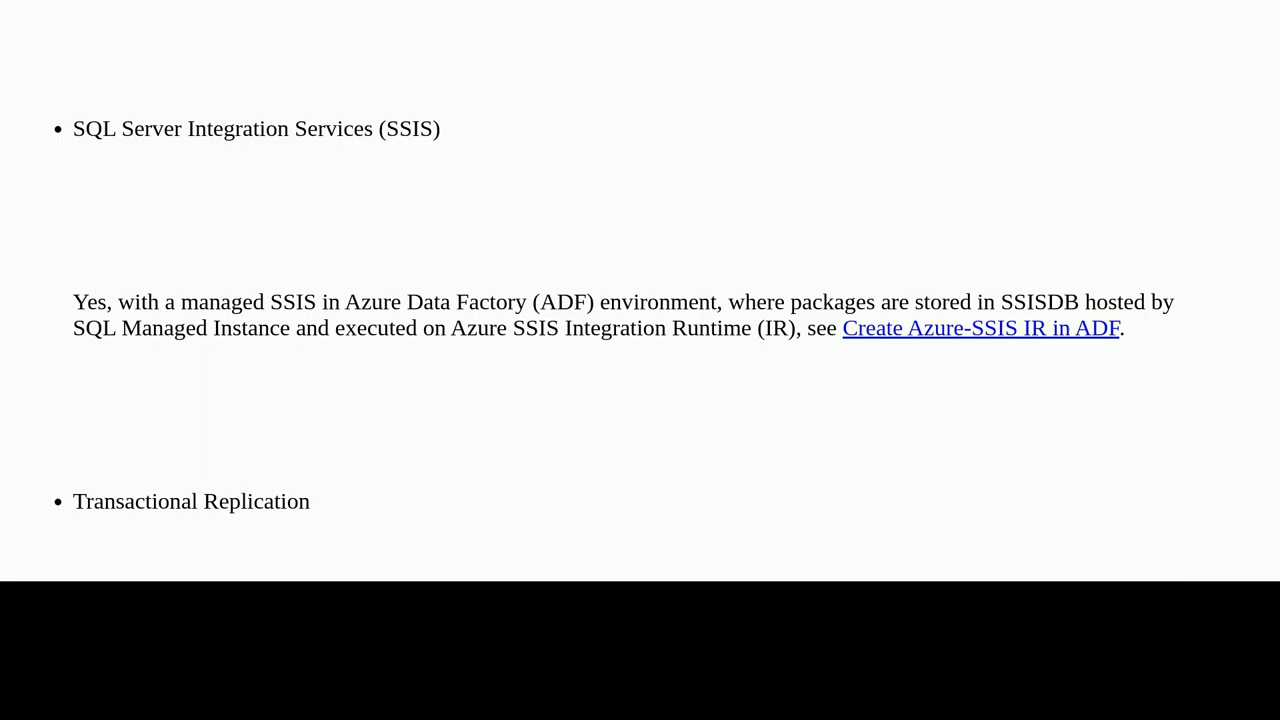 • SQL Server Integration Services (SSIS)
Yes, with a managed SSIS in Azure Data Factory (ADF) environment, where packages are stored in SSISDB hosted by
SQL Managed Instance and executed on Azure SSIS Integration Runtime (IR), see Create Azure-SSIS IR in ADF.
• Transactional Replication